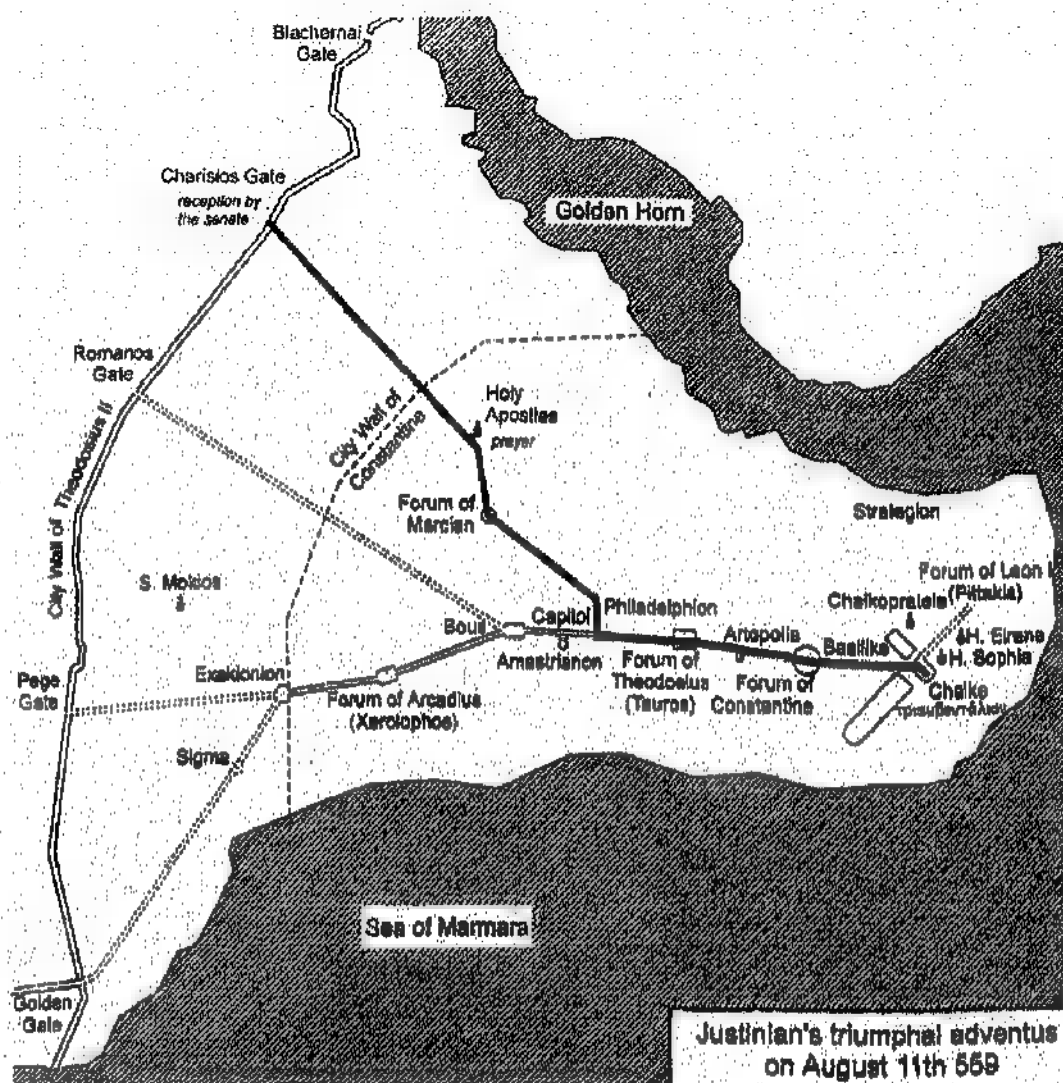 Blachernai
Gate
Charisios Gate
reception by
the senate
Golden Horn
Romanos
Gate
City Wall of Theodosius II
City Wall of
Constantine
Holy
Apostles
prayer
Forum of
Marcian
Strategion
S. Mokios
Forum of Leon I
(Pittakia)
Chalkoprateia
Capitol
Philadelphion
Bous
Artopolia
Basilike
H. Eirene
H. Sophia
Amastrianon
Exokionion
Forum of
Theodosius
(Tauros)
Forum of
Constantine
Chalke
Pege
Gate
Forum of Arcadius
(Xerolophos)
Sigma
Sea of Marmara
Golden
Gate
Justinian's triumphal adventus
on August 11th 559